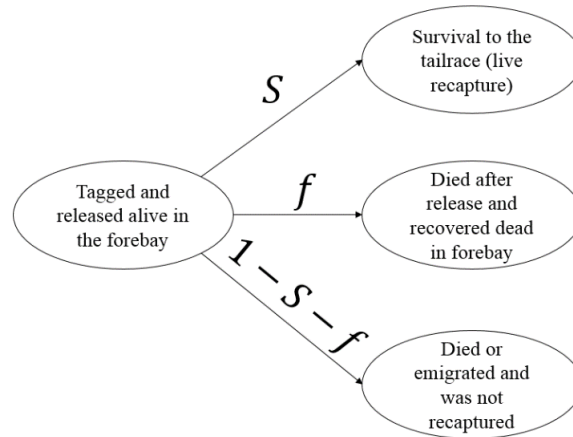 Survival to the
tailrace (live
recapture)
S
Tagged and
released alive in
the forebay
f
Died after
release and
recovered dead
in forebay
1 − S − f
Died or
emigrated and
was not
recaptured